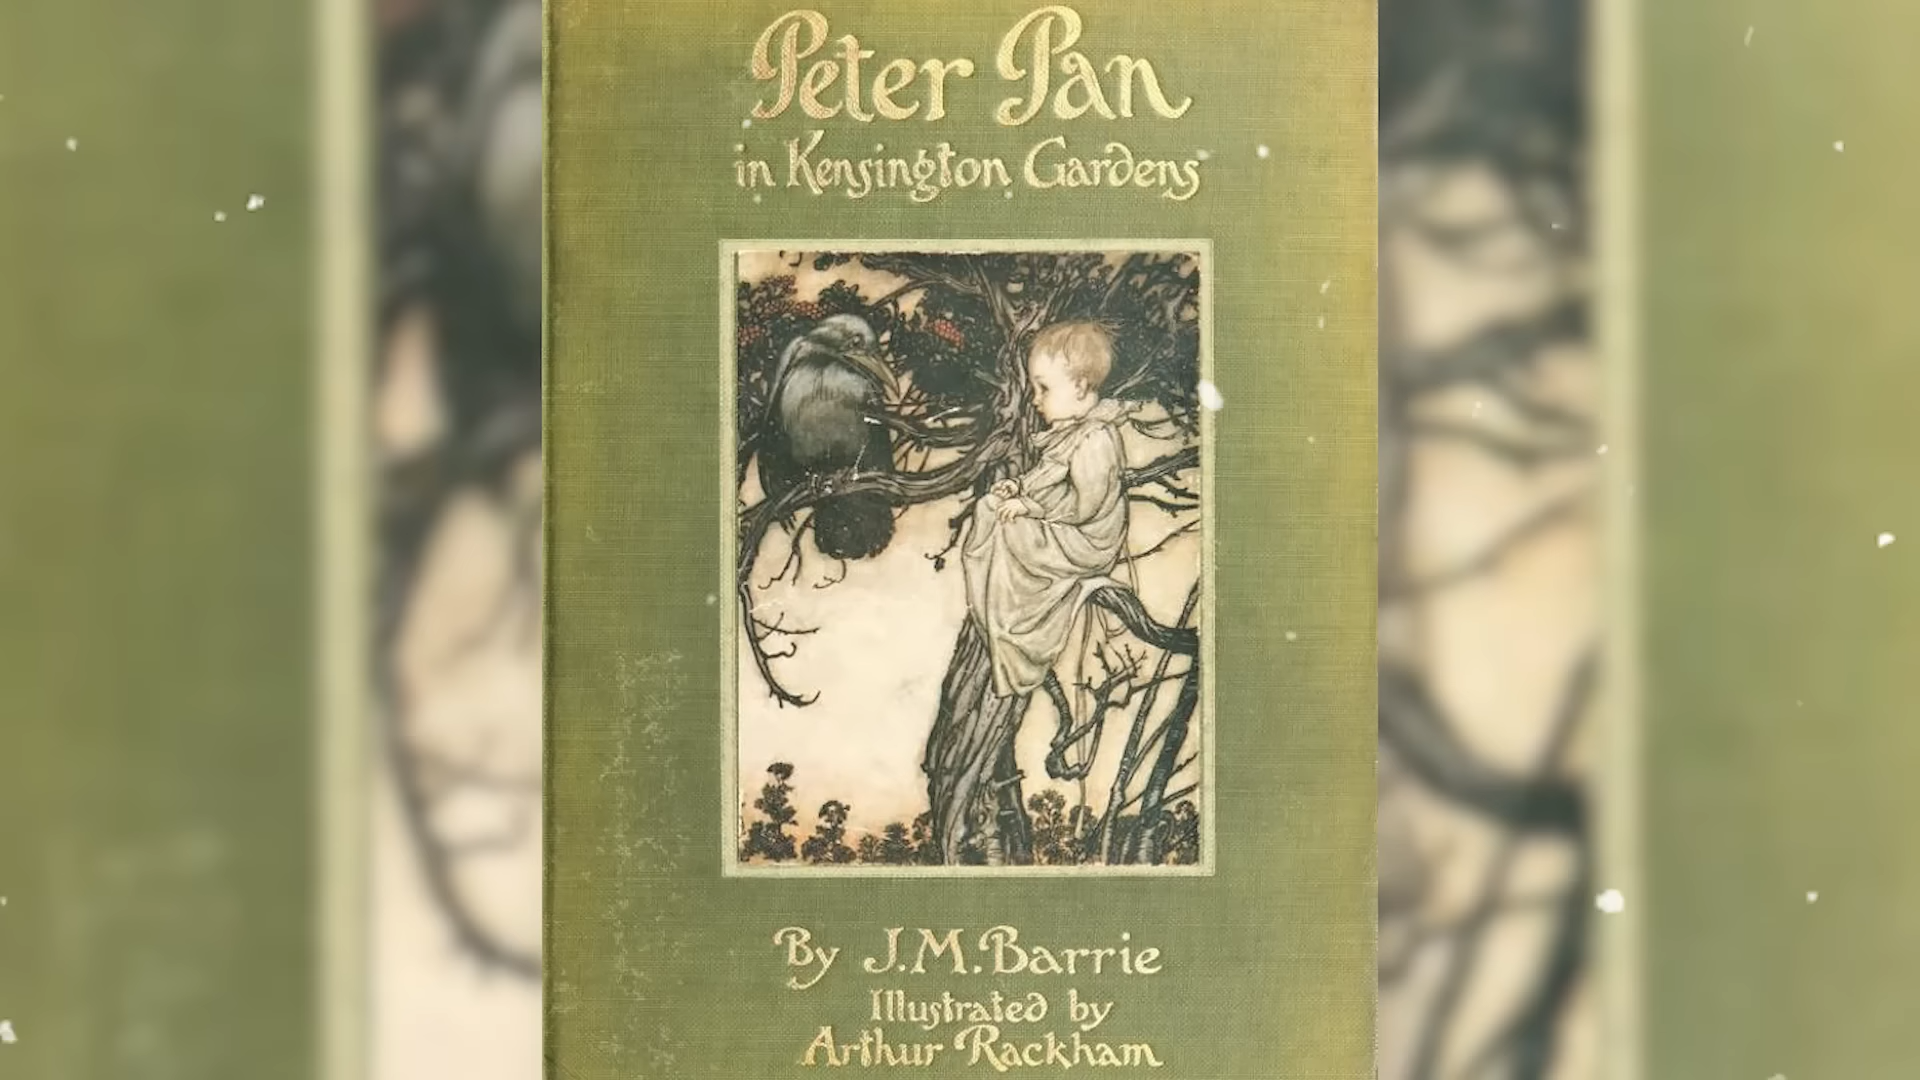 Peter Pan
in Kensington Gardens
By J.M. Barrie
Illustrated by
Arthur Rackham